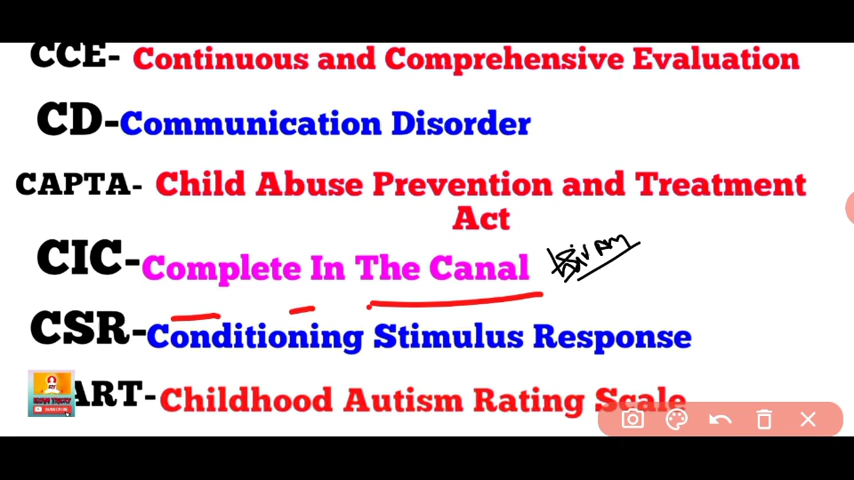 CCE- Continuous and Comprehensive Evaluation
CD-Communication Disorder
CAPTA- Child Abuse Prevention and Treatment
Act
CIC-Complete In The Canal
CSR-Conditioning Stimulus Response
ART-Childhood Autism Rating Scale